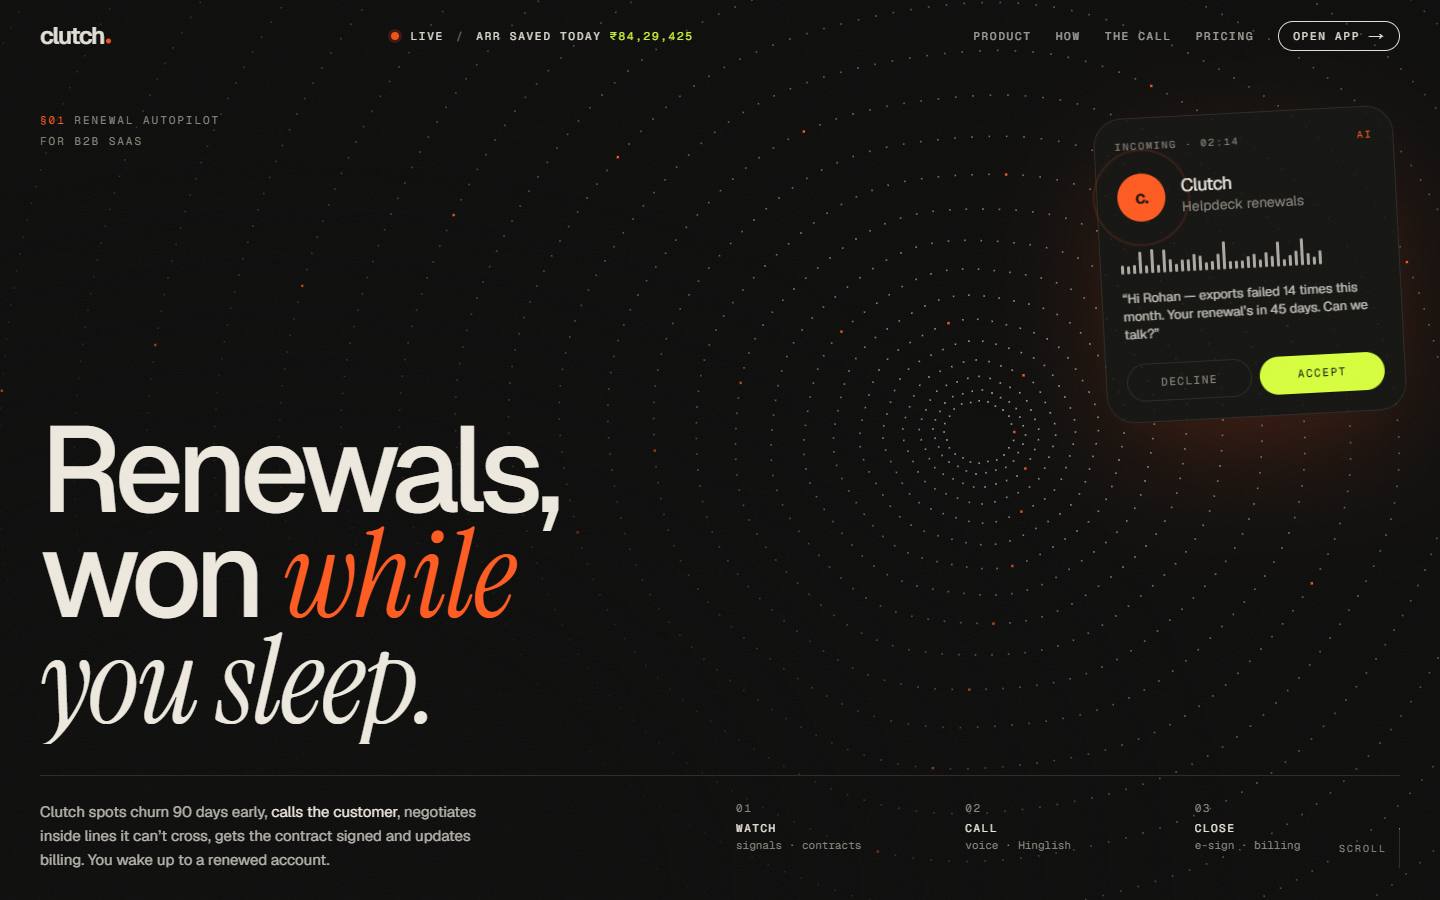 clutch.
LIVE / ARR SAVED TODAY ₹84,29,425
PRODUCT HOW THE CALL PRICING OPEN APP →
§01 RENEWAL AUTOPILOT
FOR B2B SAAS
INCOMING · 02:14 AI
c.
Clutch
Helpdeck renewals
“Hi Rohan — exports failed 14 times this
month. Your renewal’s in 45 days. Can we
talk?”
DECLINE ACCEPT
Renewals,
won while
you sleep.
Clutch spots churn 90 days early, calls the customer, negotiates
inside lines it can’t cross, gets the contract signed and updates
billing. You wake up to a renewed account.
01
WATCH
signals · contracts
02
CALL
voice · Hinglish
03
CLOSE
e-sign · billing
SCROLL